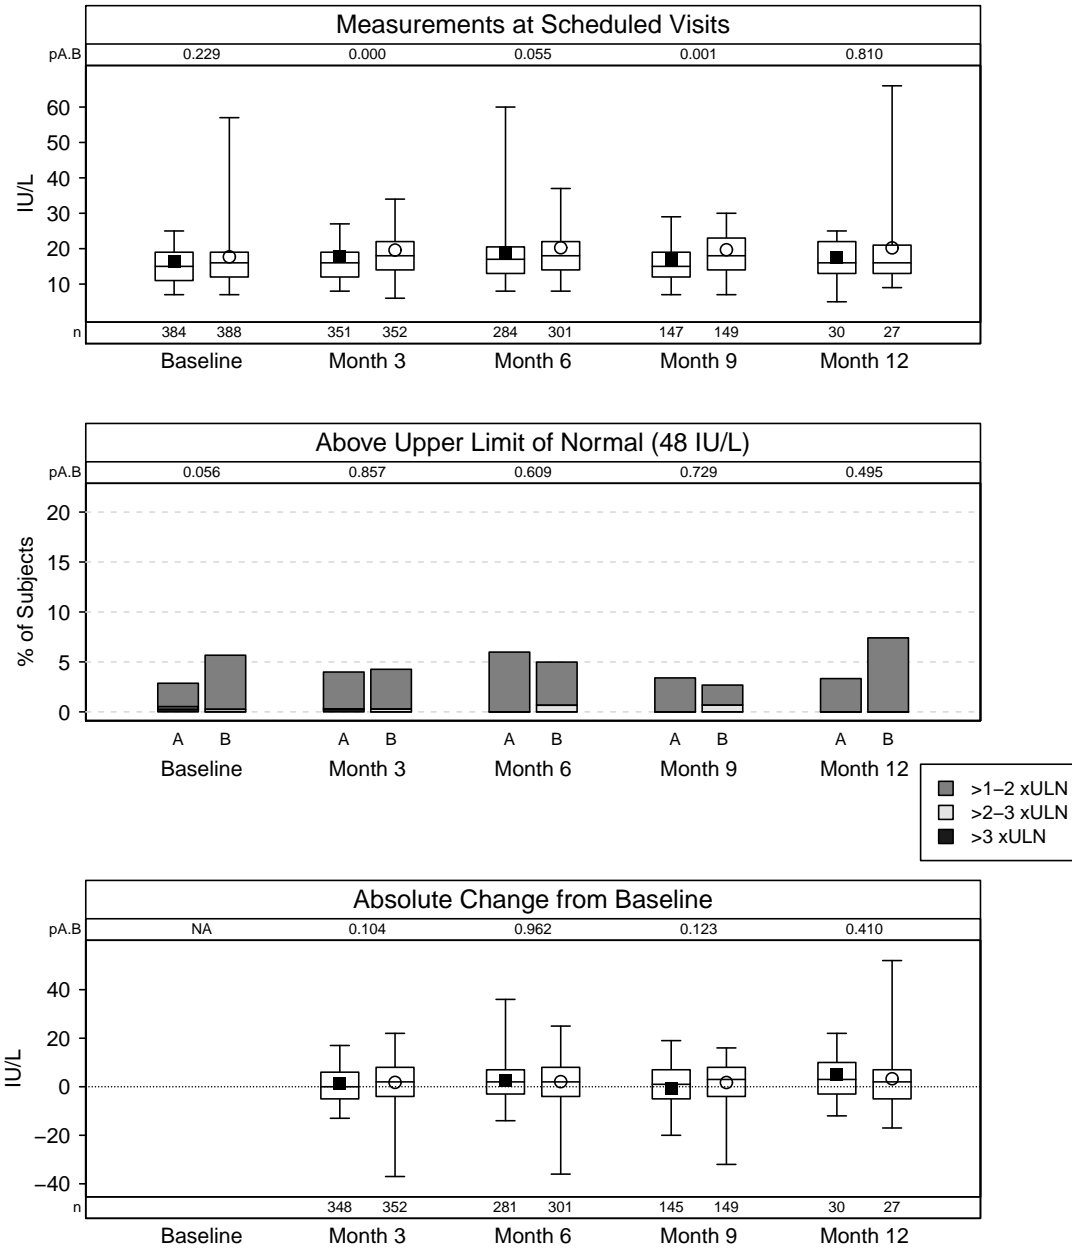 Measurements at Scheduled Visits
pA.B 0.229 0.000 0.055 0.001 0.810
60
50
40
30
20
10
IU/L
n 384 388 351 352 284 301 147 149 30 27
Baseline Month 3 Month 6 Month 9 Month 12
Above Upper Limit of Normal (48 IU/L)
pA.B 0.056 0.857 0.609 0.729 0.495
20
15
10
5
0
% of Subjects
A B A B A B A B A B
Baseline Month 3 Month 6 Month 9 Month 12
>1–2 xULN
>2–3 xULN
>3 xULN
Absolute Change from Baseline
pA.B NA 0.104 0.962 0.123 0.410
40
20
0
−20
−40
IU/L
n 348 352 281 301 145 149 30 27
Baseline Month 3 Month 6 Month 9 Month 12